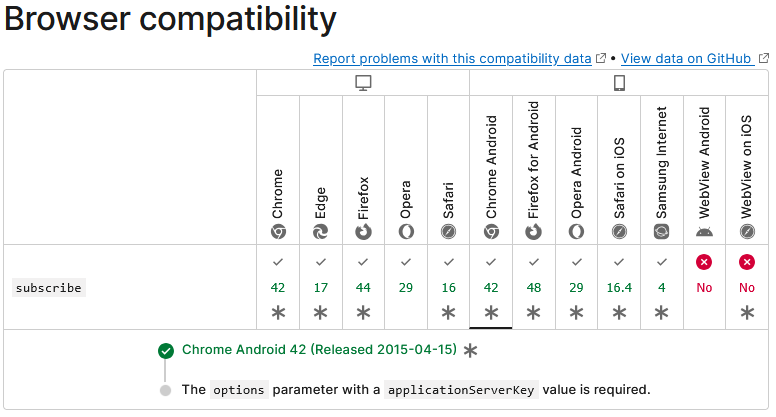 Browser compatibility
Report problems with this compatibility data • View data on GitHub
Chrome Edge Firefox Opera Safari Chrome Android Firefox for Android Opera Android Safari on iOS Samsung Internet WebView Android WebView on iOS
subscribe 42 17 44 29 16 42 48 29 16.4 4 No No
* * * * * * * * *
Chrome Android 42 (Released 2015-04-15) *
The options parameter with a applicationServerKey value is required.